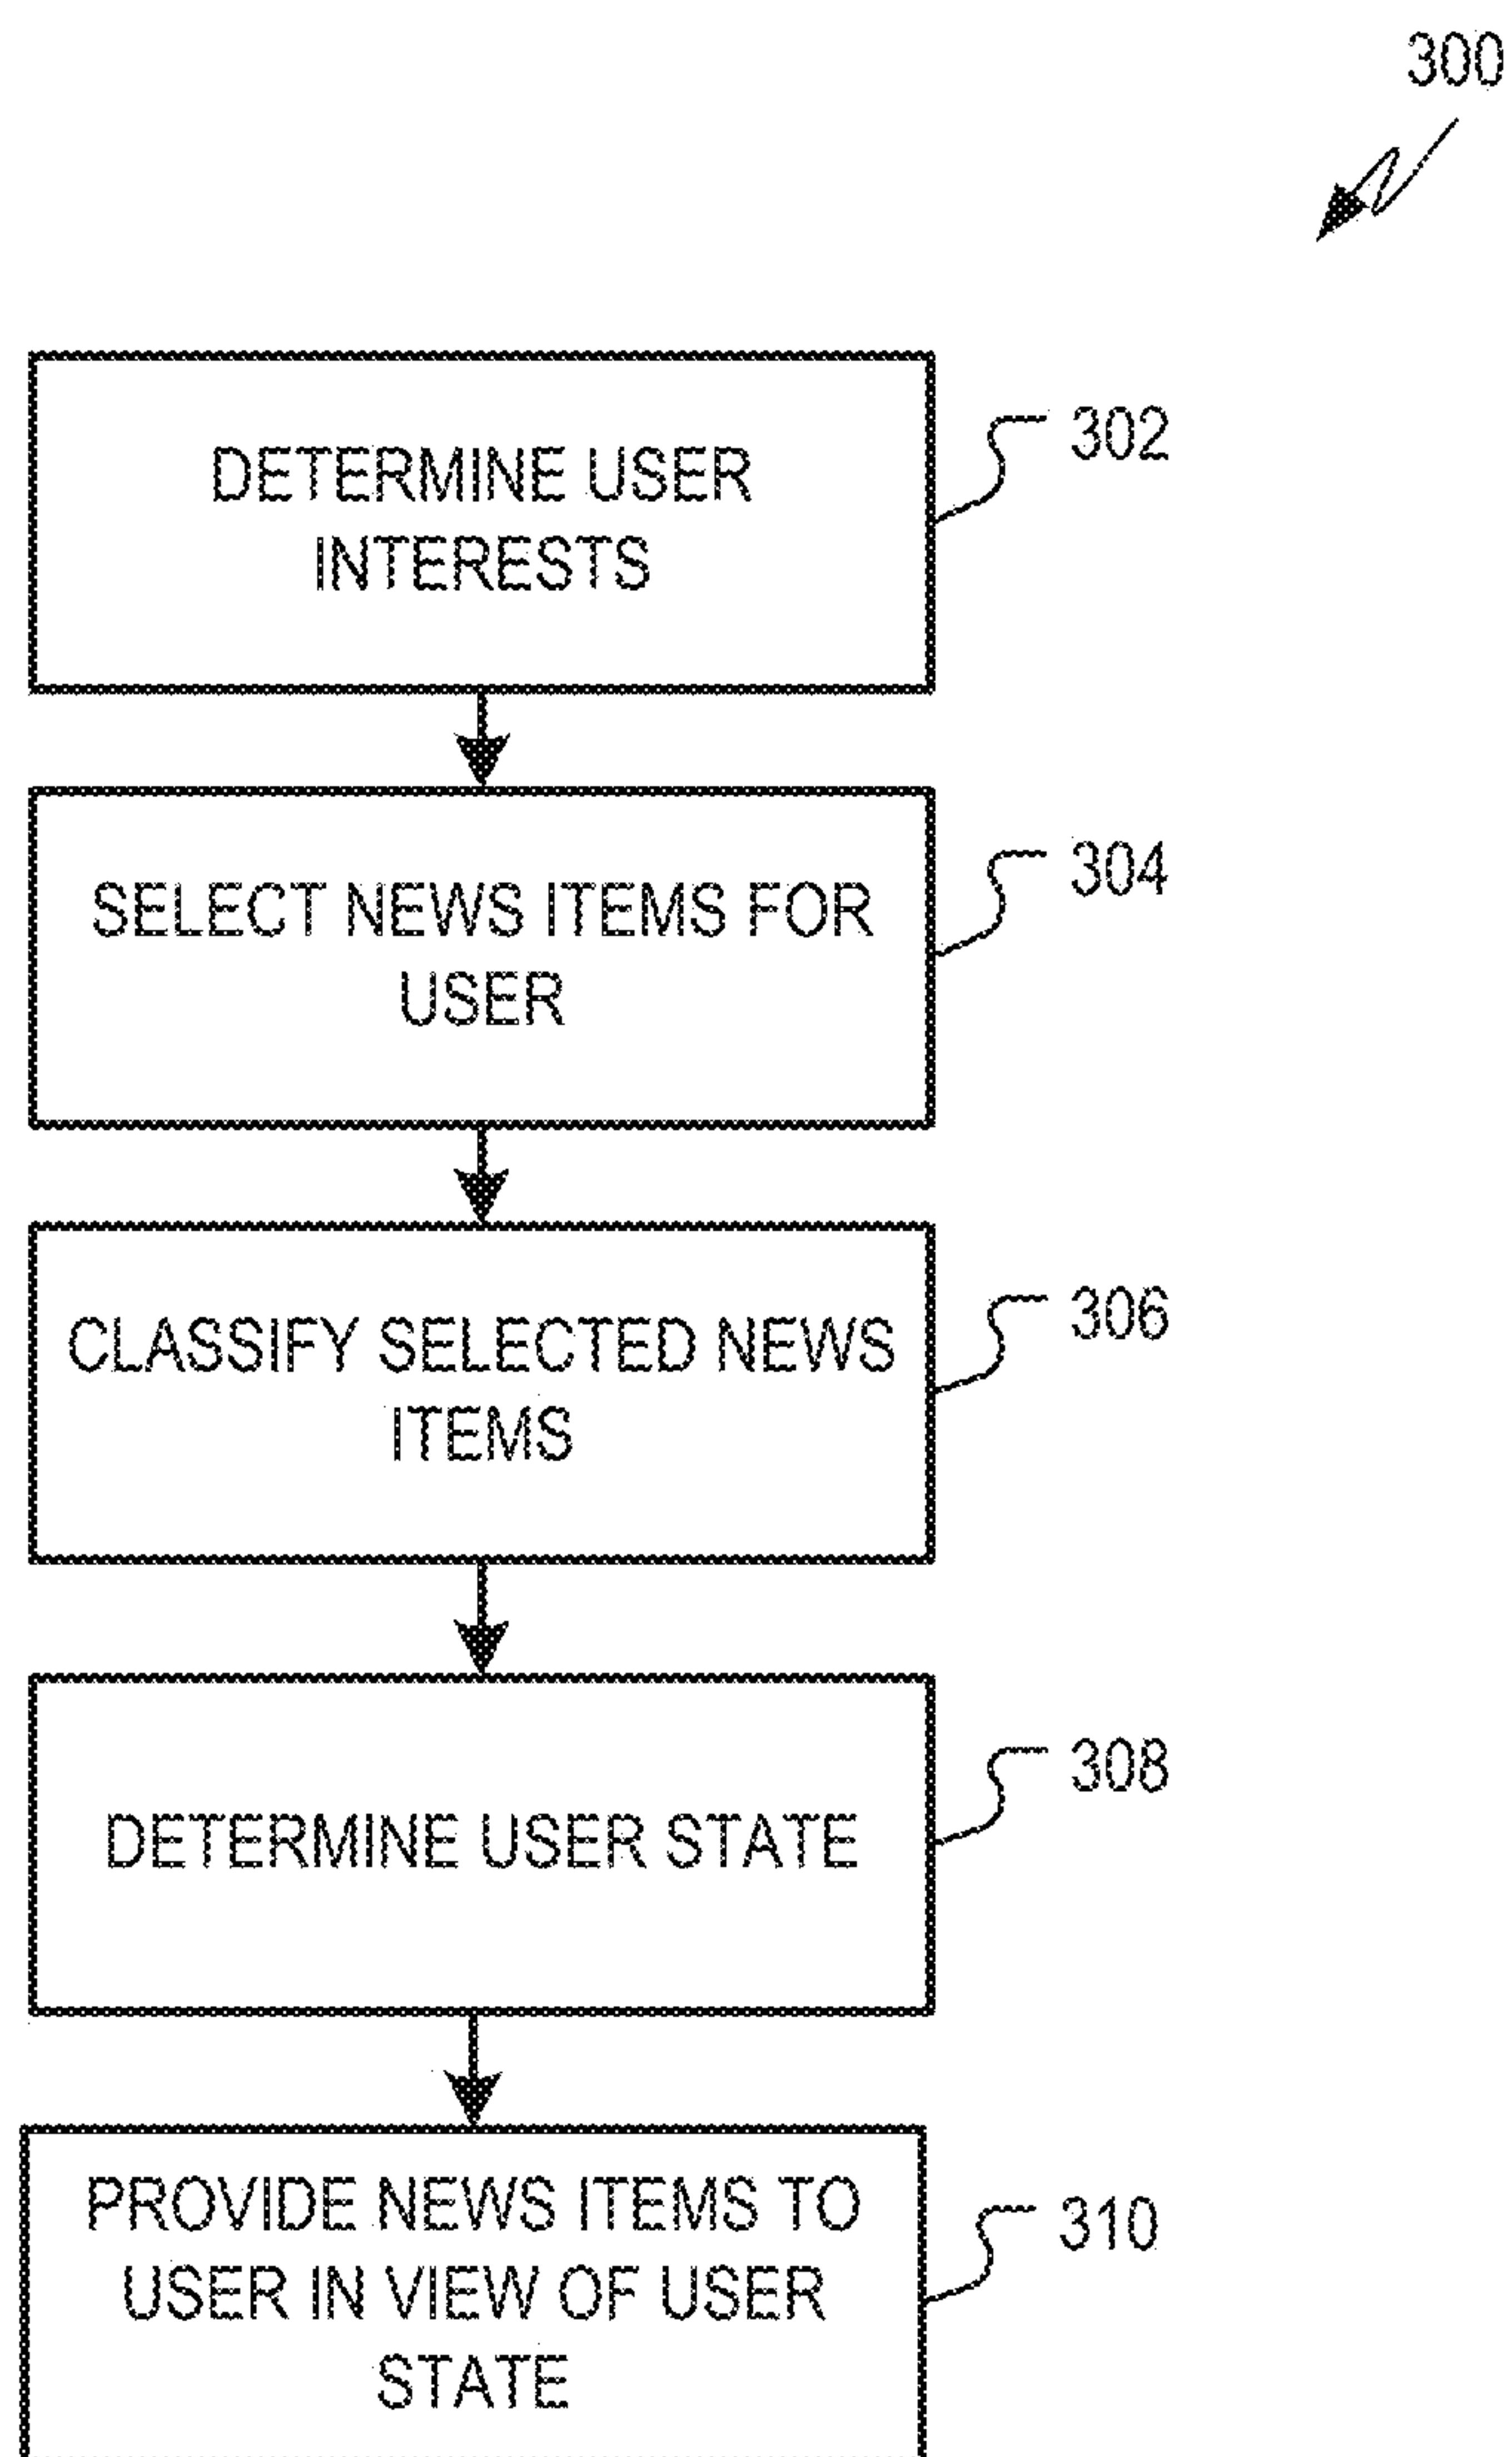 300
DETERMINE USER
INTERESTS
302
SELECT NEWS ITEMS FOR
USER
304
CLASSIFY SELECTED NEWS
ITEMS
306
DETERMINE USER STATE
308
PROVIDE NEWS ITEMS TO
USER IN VIEW OF USER
STATE
310